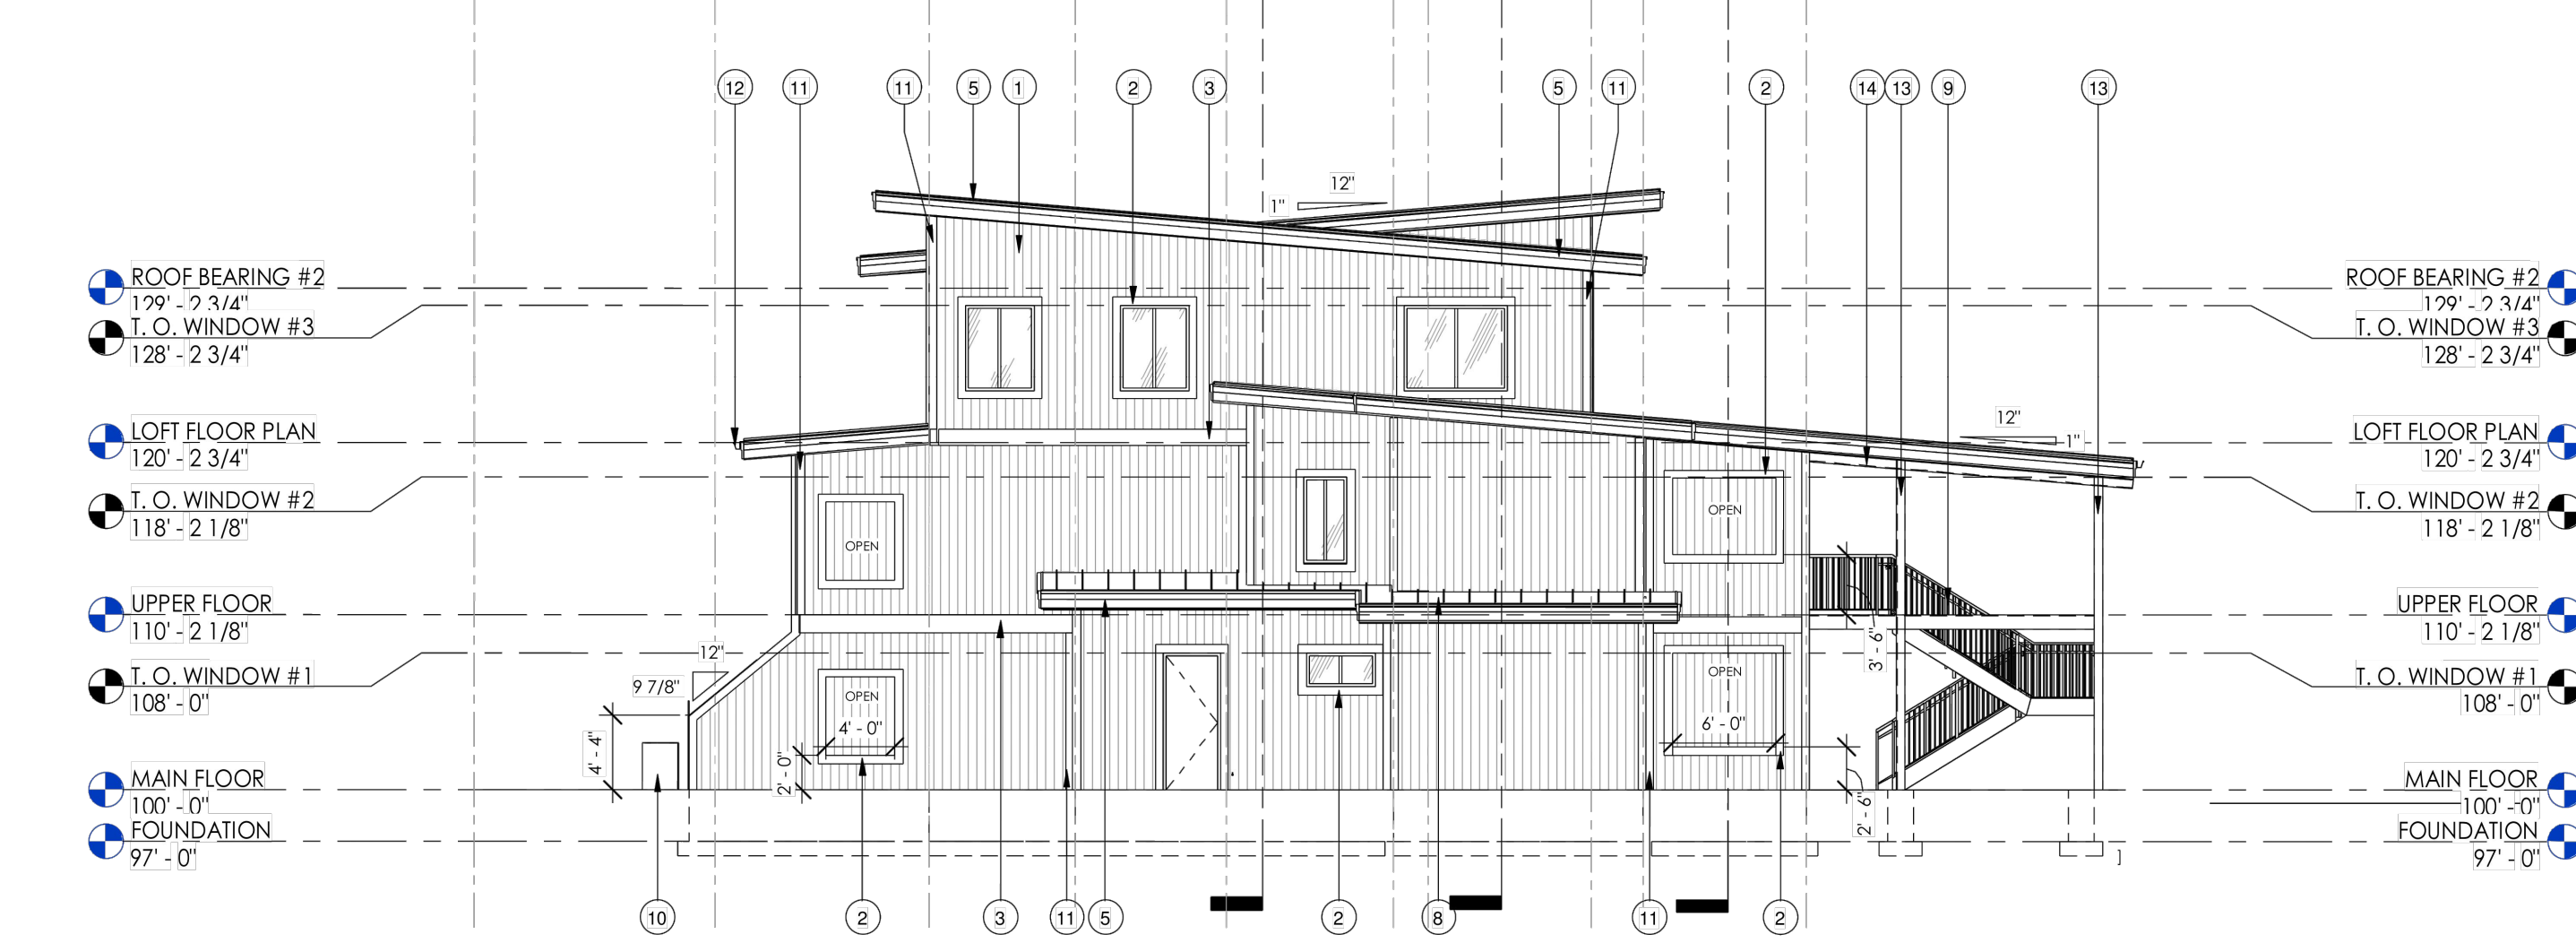 12 11 11 5 1 2 3 5 11 2 14 13 9 13
12"
1"
ROOF BEARING #2
129' - 2 3/4"
T. O. WINDOW #3
128' - 2 3/4"
ROOF BEARING #2
129' - 2 3/4"
T. O. WINDOW #3
128' - 2 3/4"
12"
1"
LOFT FLOOR PLAN
120' - 2 3/4"
T. O. WINDOW #2
118' - 2 1/8"
LOFT FLOOR PLAN
120' - 2 3/4"
T. O. WINDOW #2
118' - 2 1/8"
OPEN
OPEN
UPPER FLOOR
110' - 2 1/8"
T. O. WINDOW #1
108' - 0"
12"
9 7/8"
OPEN
4' - 0"
OPEN
6' - 0"
3' - 6"
UPPER FLOOR
110' - 2 1/8"
T. O. WINDOW #1
108' - 0"
4' - 4"
2' - 0"
2' - 6"
MAIN FLOOR
100' - 0"
FOUNDATION
97' - 0"
MAIN FLOOR
100' - 0"
FOUNDATION
97' - 0"
10 2 3 11 5 2 8 11 2